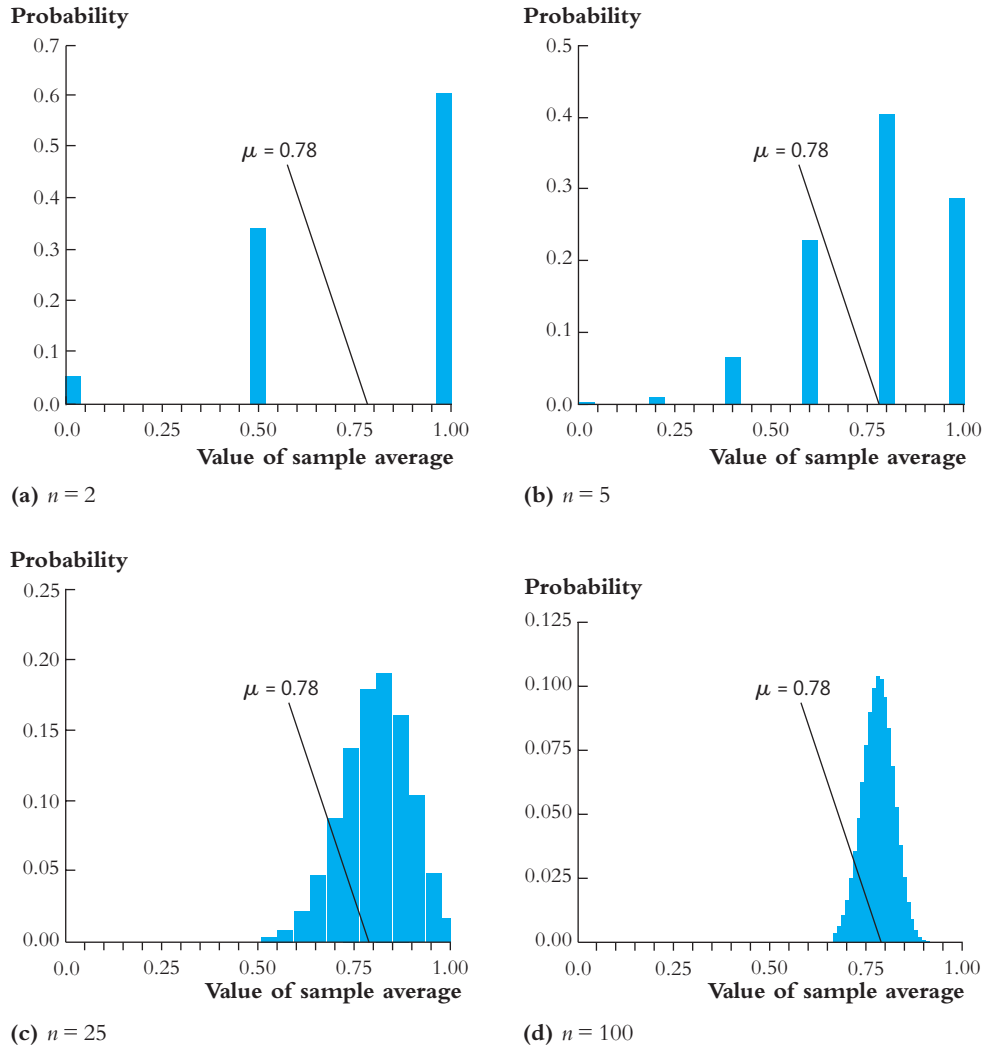 Probability
0.7
0.6
0.5
0.4
0.3
0.2
0.1
0.0
μ = 0.78
0.0 0.25 0.50 0.75 1.00
Value of sample average
(a) n = 2
Probability
0.5
0.4
0.3
0.2
0.1
0.0
μ = 0.78
0.0 0.25 0.50 0.75 1.00
Value of sample average
(b) n = 5
Probability
0.25
0.20
0.15
0.10
0.05
0.00
μ = 0.78
0.0 0.25 0.50 0.75 1.00
Value of sample average
(c) n = 25
Probability
0.125
0.100
0.075
0.050
0.025
0.00
μ = 0.78
0.0 0.25 0.50 0.75 1.00
Value of sample average
(d) n = 100